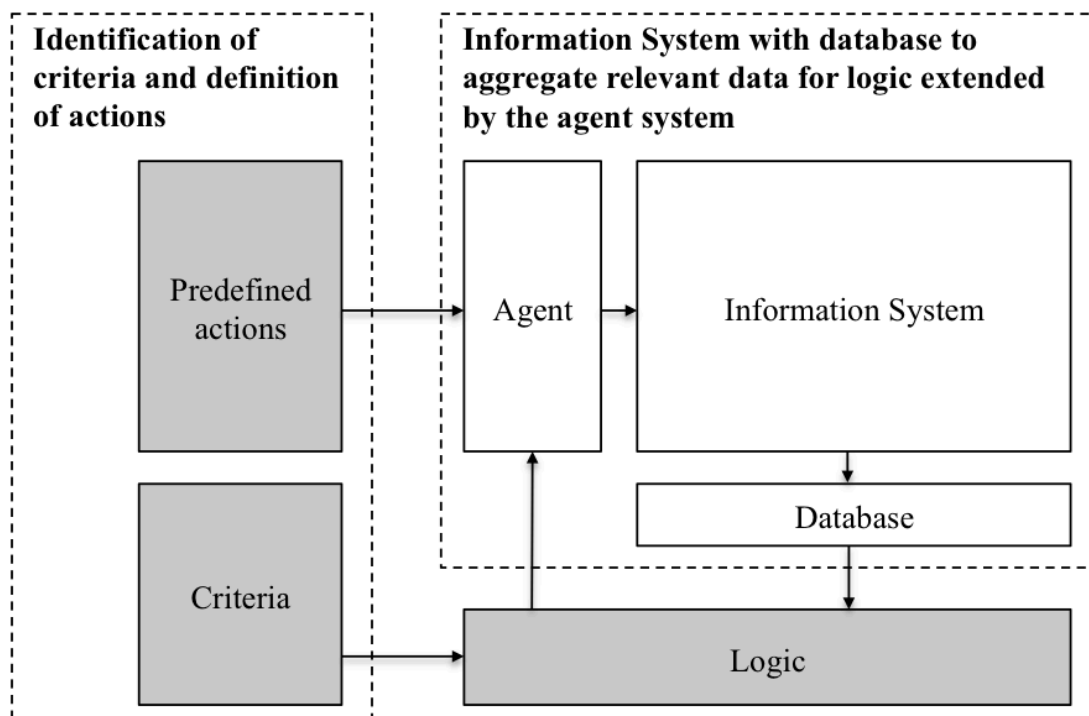 Identification of
criteria and definition
of actions
Information System with database to
aggregate relevant data for logic extended
by the agent system
Predefined
actions
Agent
Information System
Database
Criteria
Logic